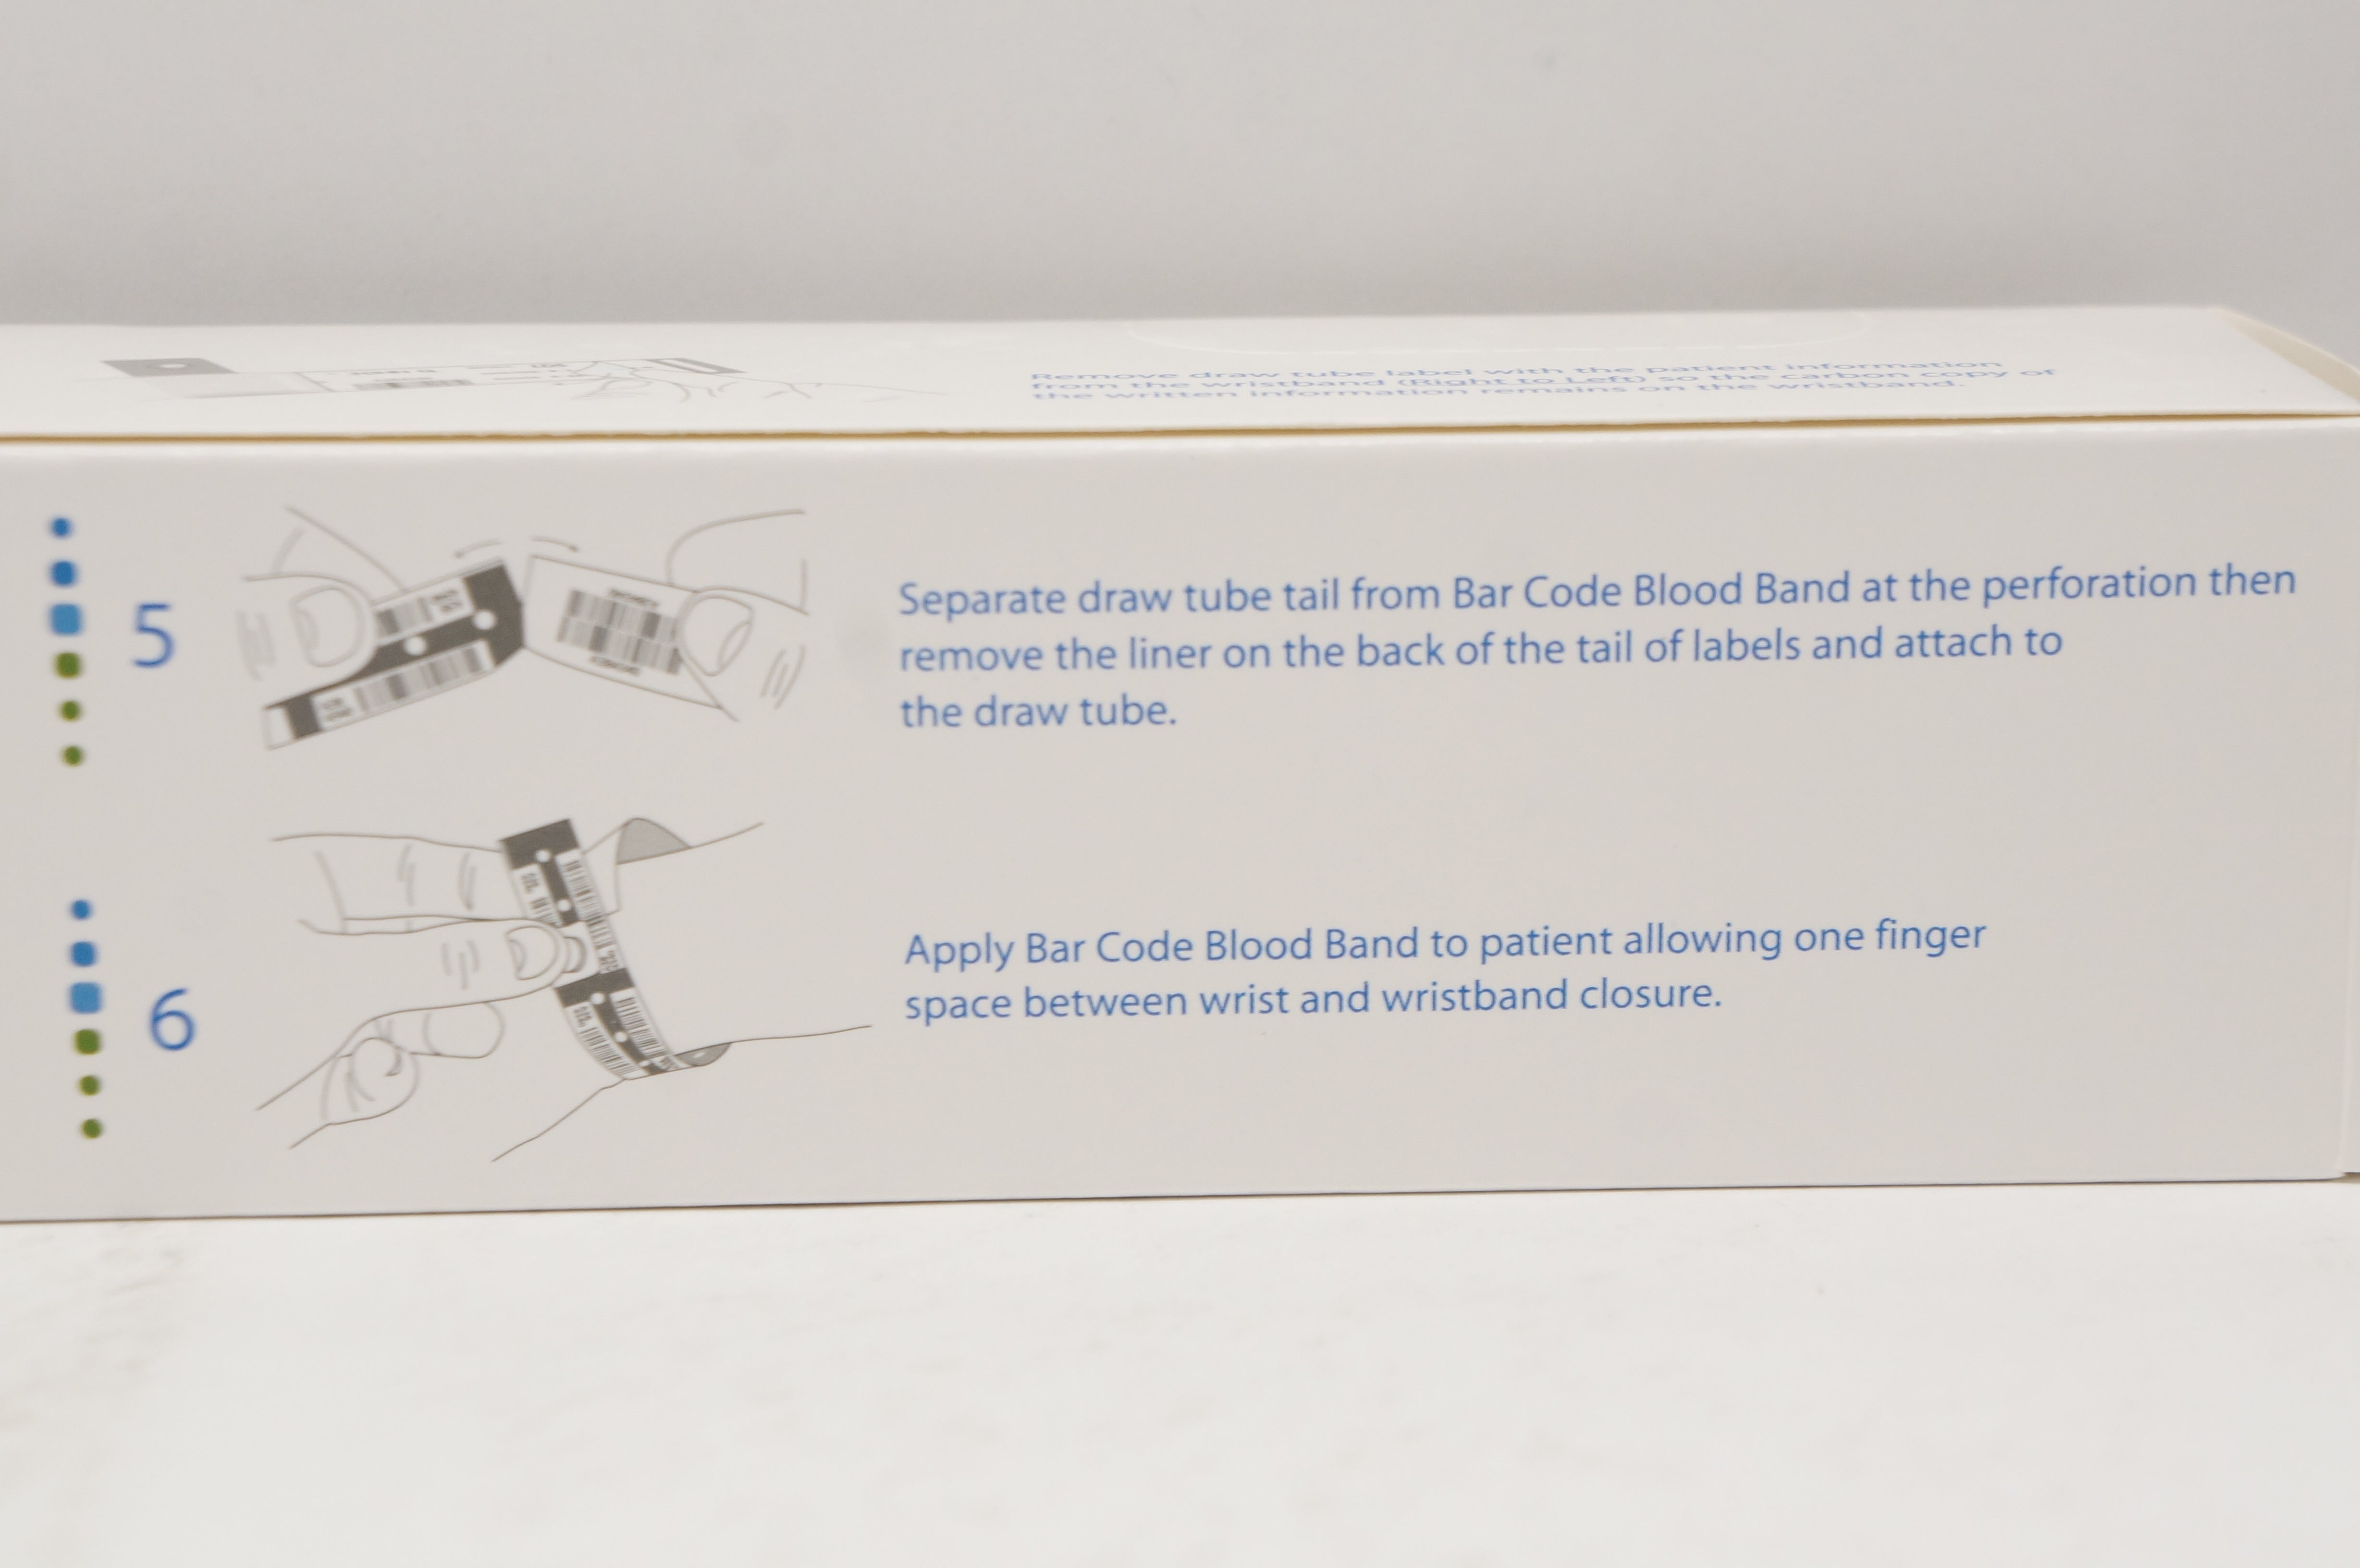 Remove draw tube label with the patient information
from the wristband (Right to Left) so the carbon copy of
the written information remains on the wristband.
5
Separate draw tube tail from Bar Code Blood Band at the perforation then
remove the liner on the back of the tail of labels and attach to
the draw tube.
6
Apply Bar Code Blood Band to patient allowing one finger
space between wrist and wristband closure.